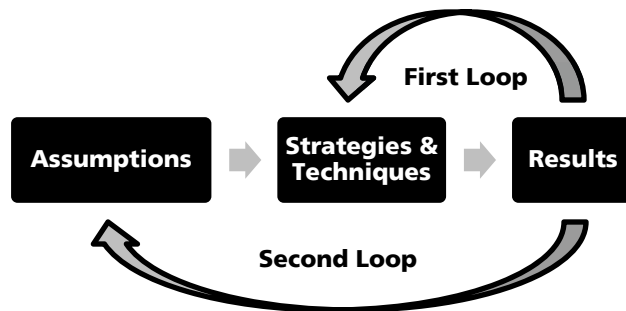 First Loop
Assumptions
Strategies &
Techniques
Results
Second Loop